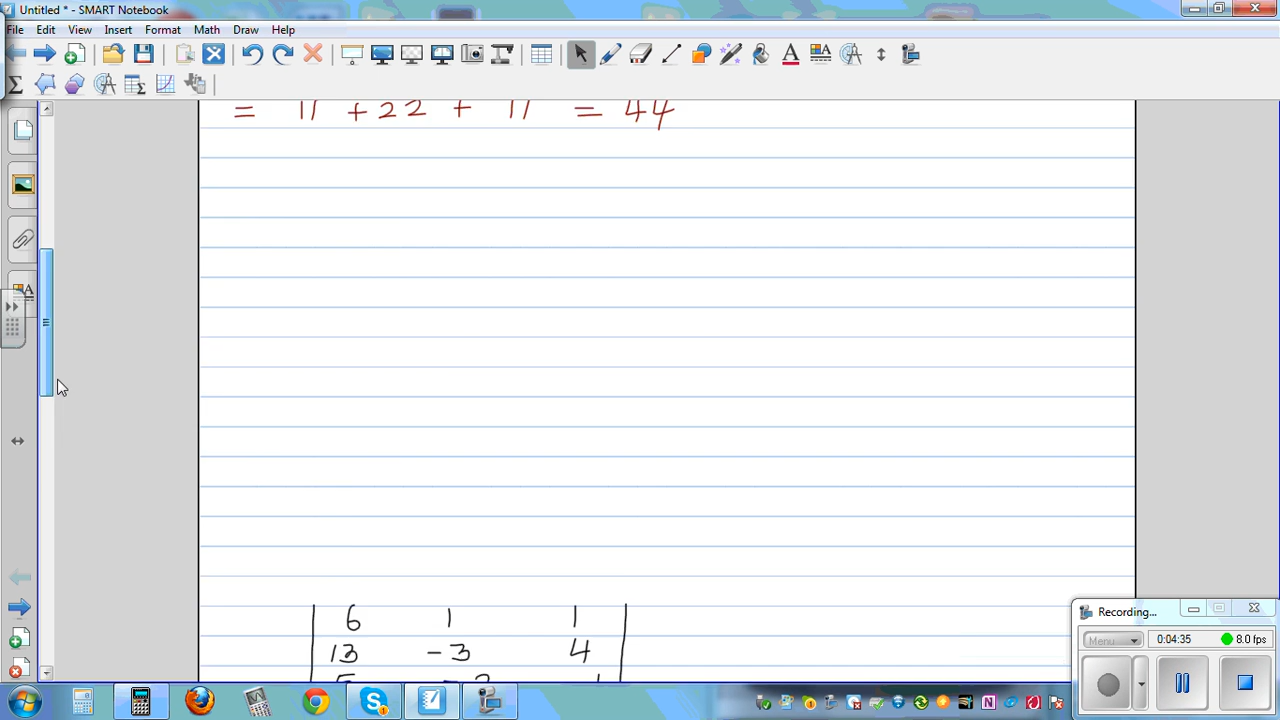 Untitled * - SMART Notebook
File Edit View Insert Format Math Draw Help
= 11 + 22 + 11 = 44
6 1 1
13 -3 4
Recording...
Menu
0:04:35
8.0 fps